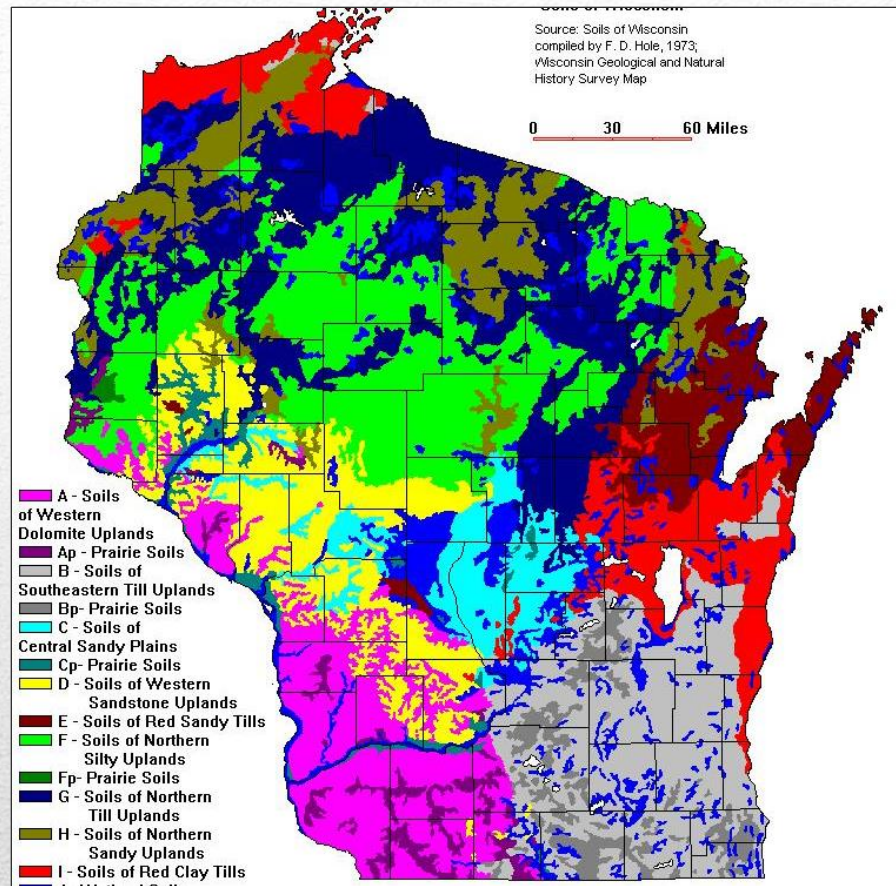 Soils of Wisconsin
Source: Soils of Wisconsin
compiled by F. D. Hole, 1973;
Wisconsin Geological and Natural
History Survey Map
0 30 60 Miles
A - Soils
of Western
Dolomite Uplands
Ap - Prairie Soils
B - Soils of
Southeastern Till Uplands
Bp- Prairie Soils
C - Soils of
Central Sandy Plains
Cp- Prairie Soils
D - Soils of Western
Sandstone Uplands
E - Soils of Red Sandy Tills
F - Soils of Northern
Silty Uplands
Fp- Prairie Soils
G - Soils of Northern
Till Uplands
H - Soils of Northern
Sandy Uplands
I - Soils of Red Clay Tills